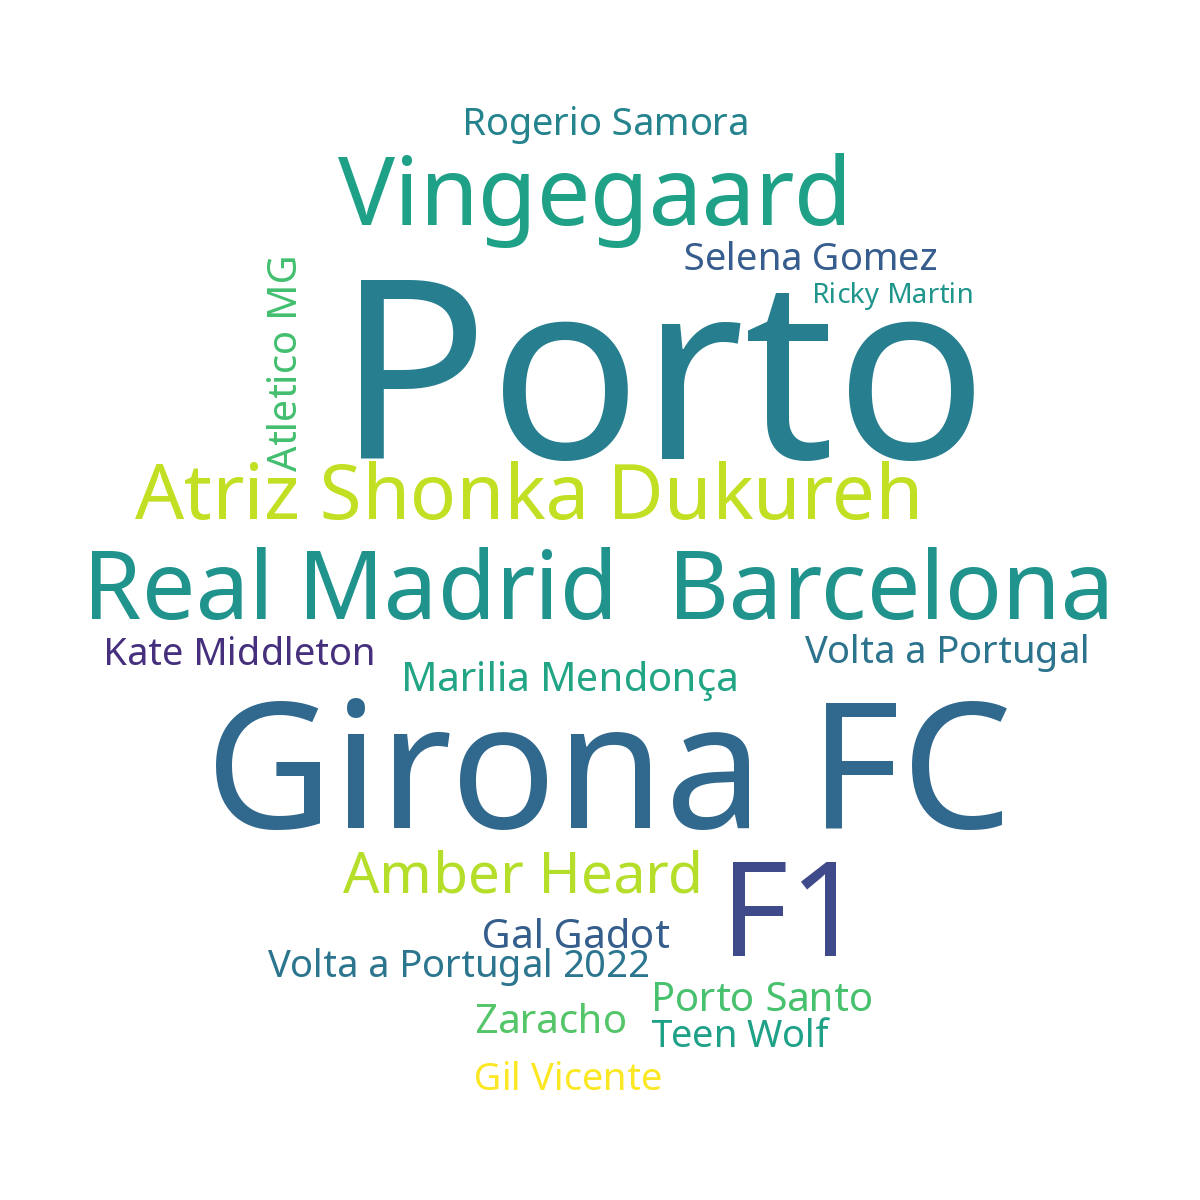 Rogerio Samora
Vingegaard
Selena Gomez
Ricky Martin
Atletico MG
Porto
Atriz Shonka Dukureh
Real Madrid Barcelona
Kate Middleton
Volta a Portugal
Marilia Mendonça
Girona FC
Amber Heard
F1
Gal Gadot
Volta a Portugal 2022
Porto Santo
Zaracho
Teen Wolf
Gil Vicente